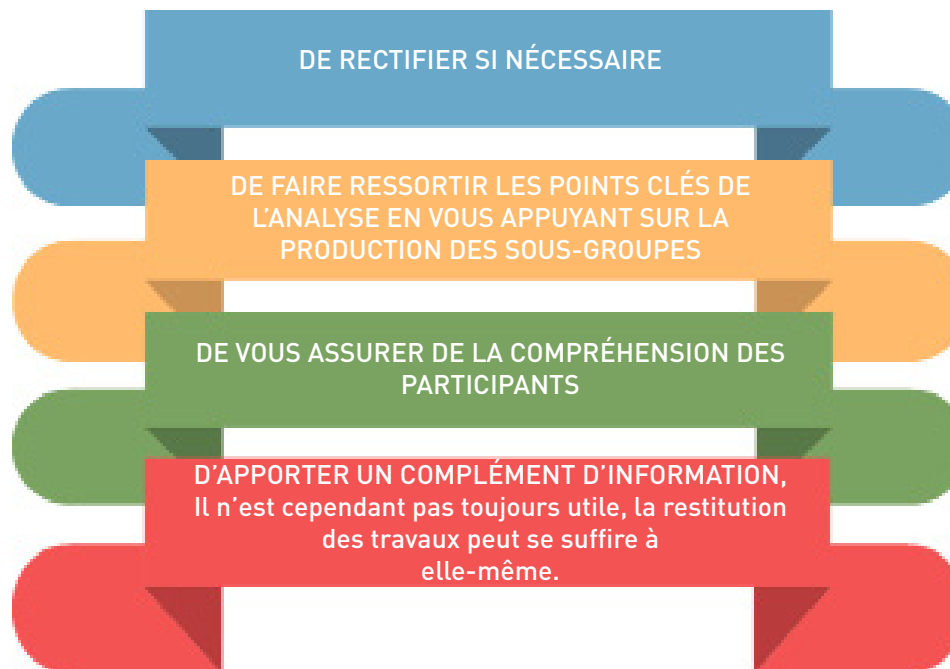 DE RECTIFIER SI NÉCESSAIRE
DE FAIRE RESSORTIR LES POINTS CLÉS DE
L'ANALYSE EN VOUS APPUYANT SUR LA
PRODUCTION DES SOUS-GROUPES
DE VOUS ASSURER DE LA COMPRÉHENSION DES
PARTICIPANTS
D'APPORTER UN COMPLÉMENT D'INFORMATION,
Il n'est cependant pas toujours utile, la restitution
des travaux peut se suffire à
elle-même.